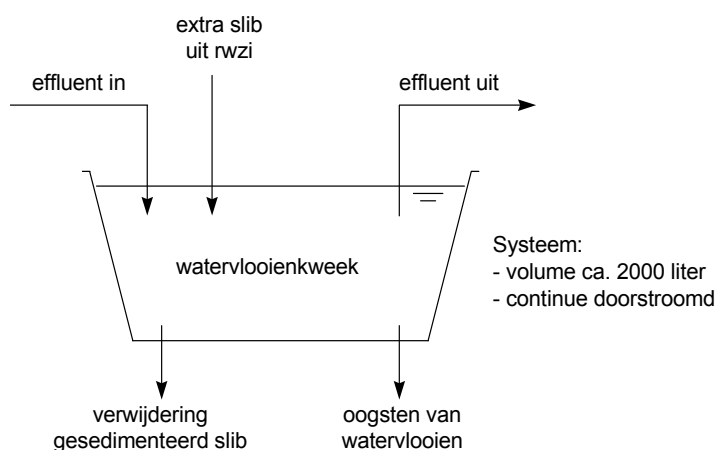 extra slib
uit rwzi
effluent in
effluent uit
watervlooienkweek
Systeem:
- volume ca. 2000 liter
- continue doorstroomd
verwijdering
gesedimenteerd slib
oogsten van
watervlooien